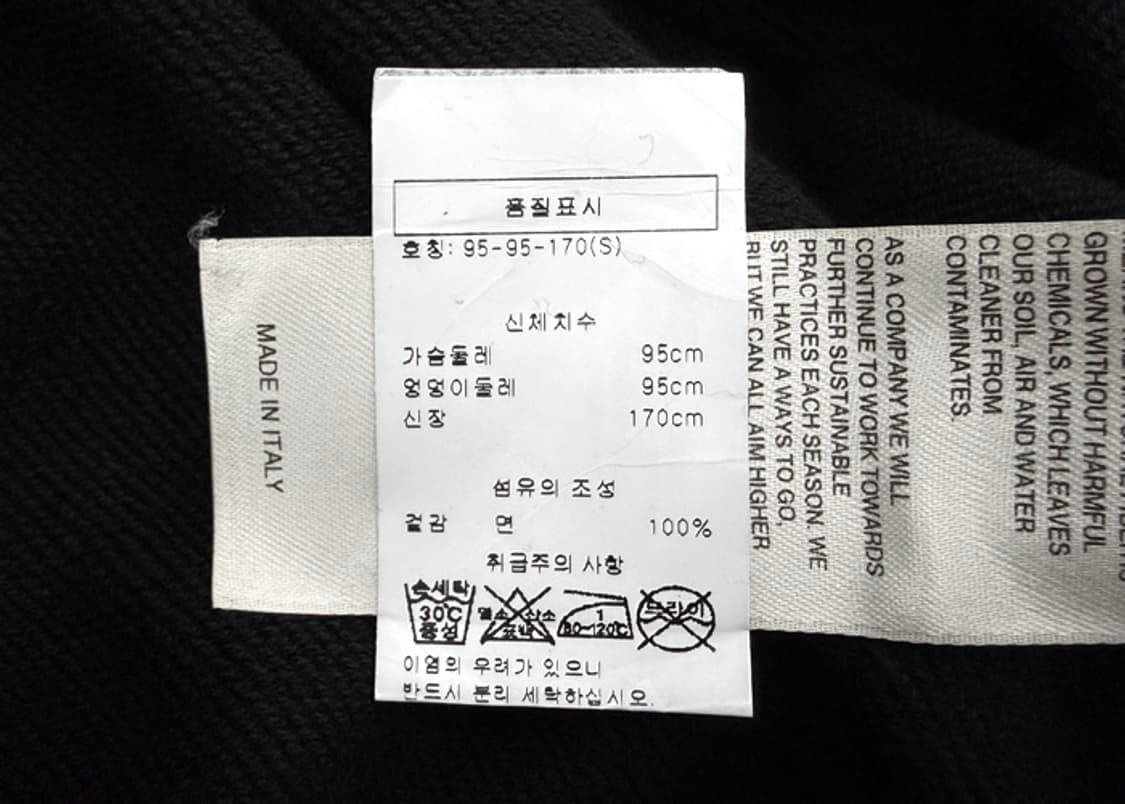 품질표시
호칭: 95-95-170(S)
신체치수
가슴둘레 95cm
엉덩이둘레 95cm
신장 170cm
섬유의 조성
겉감 면 100%
취급주의 사항
손세탁 30℃ 중성
염소 산소 표백
1 80~120℃
드라이
이염의 우려가 있으니
반드시 분리 세탁하십시오.
MADE IN ITALY
GROWN WITHOUT HARMFUL
CHEMICALS, WHICH LEAVES
OUR SOIL, AIR AND WATER
CLEANER FROM
CONTAMINATES.
AS A COMPANY WE WILL
CONTINUE TO WORK TOWARDS
FURTHER SUSTAINABLE
PRACTICES EACH SEASON. WE
STILL HAVE A WAYS TO GO,
BUT WE CAN ALL AIM HIGHER